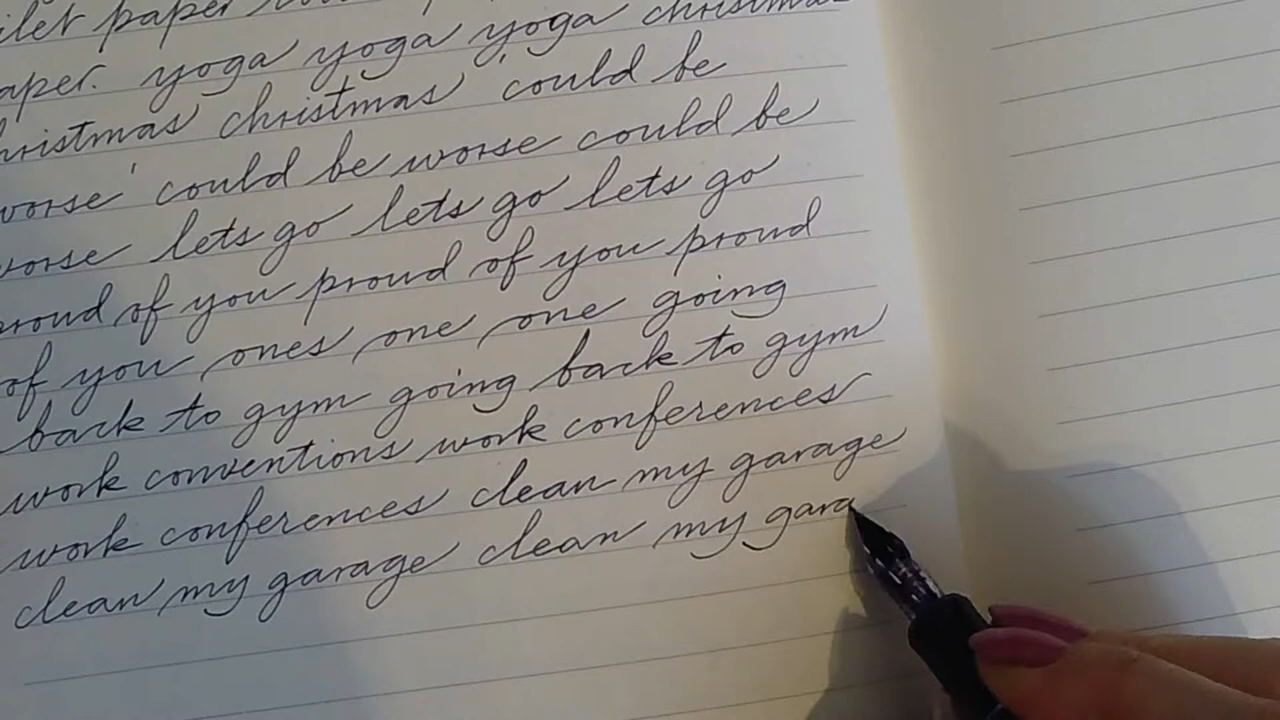 toilet paper
paper. yoga yoga yoga christmas
christmas christmas 'could be
worse' could be worse could be
worse lets go lets go lets go
proud of you proud of you proud
of you ones one one going
back to gym going back to gym
work conventions work conferences
work conferences clean my garage
clean my garage clean my gara